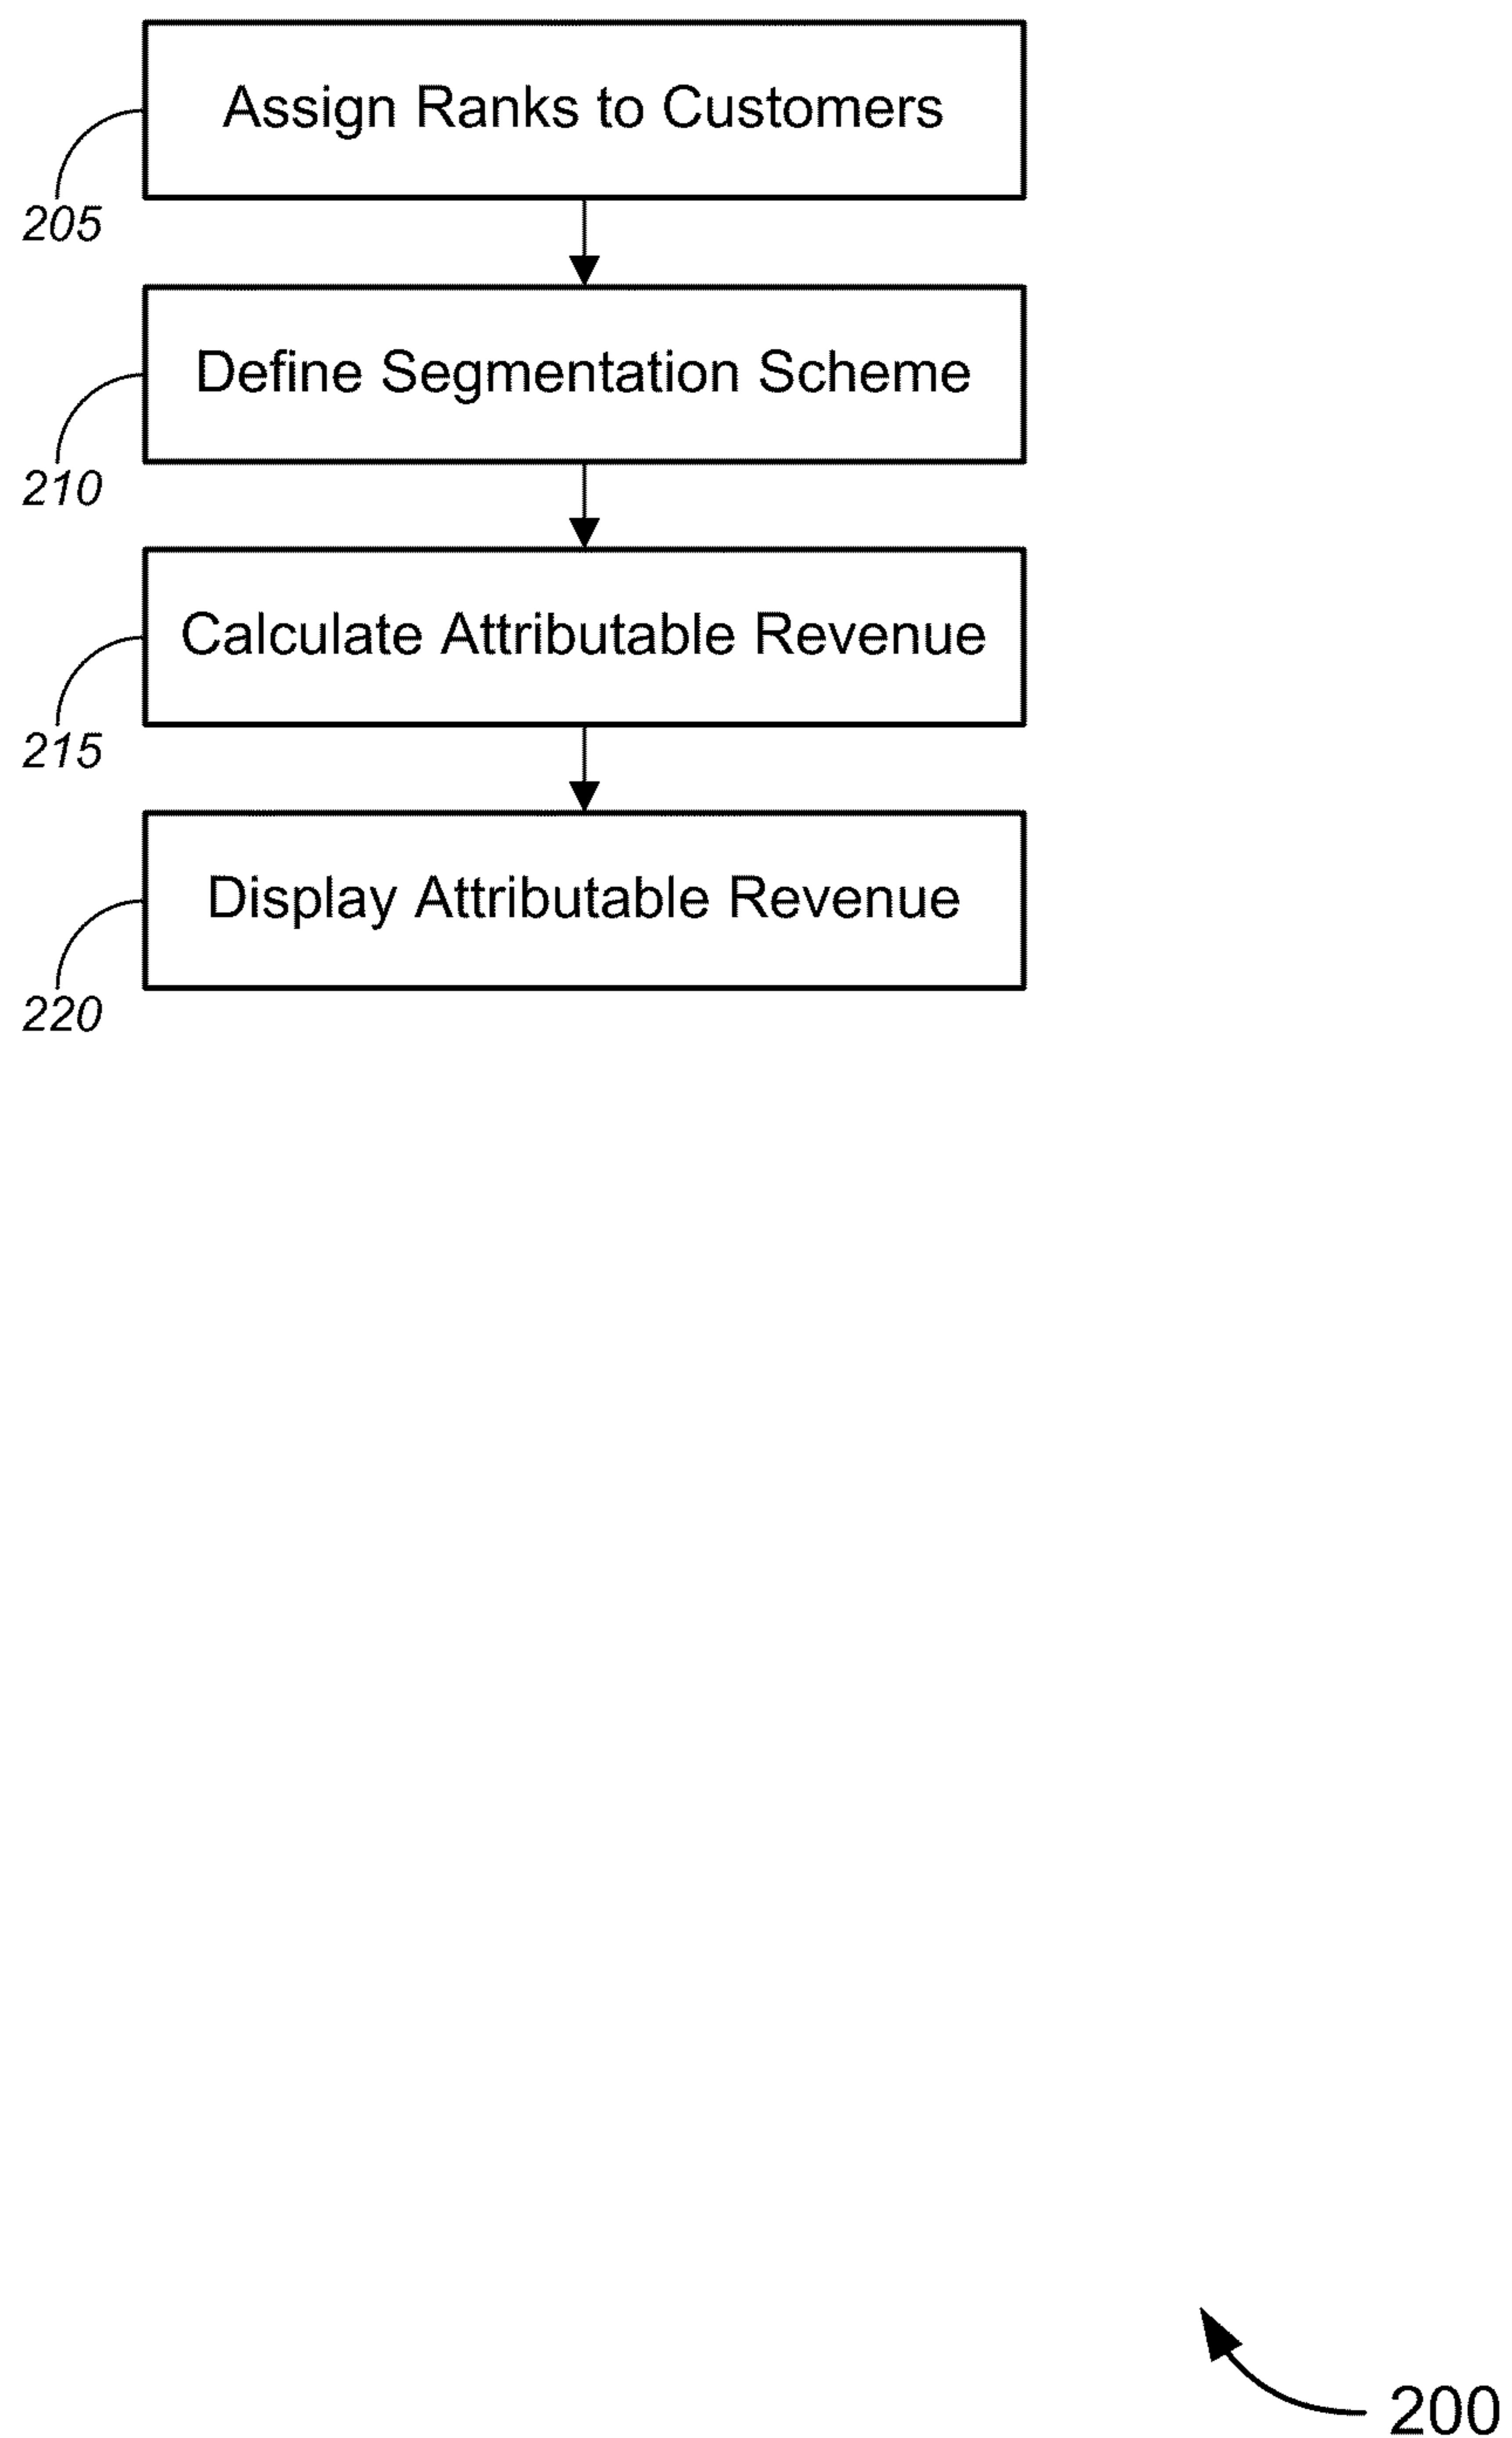 Assign Ranks to Customers
205
Define Segmentation Scheme
210
Calculate Attributable Revenue
215
Display Attributable Revenue
220
200